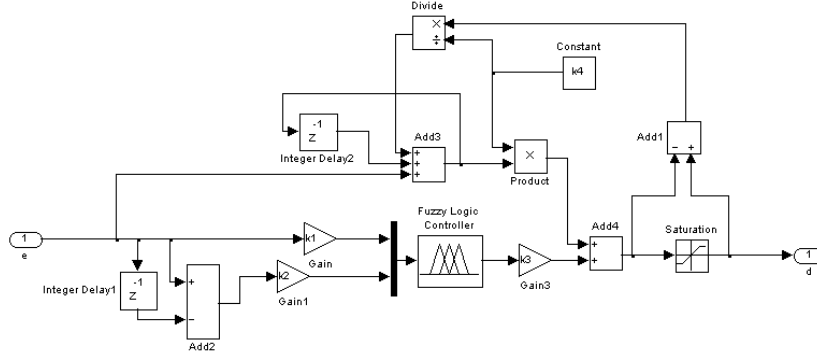 Divide
×
÷
Constant
k4
-1
Z
Integer Delay2
Add3
+
+
+
×
Product
Add1
− +
1
e
k1
Gain
Fuzzy Logic
Controller
k3
Gain3
Add4
+
+
Saturation
1
d
Integer Delay1
-1
Z
+
−
Add2
k2
Gain1